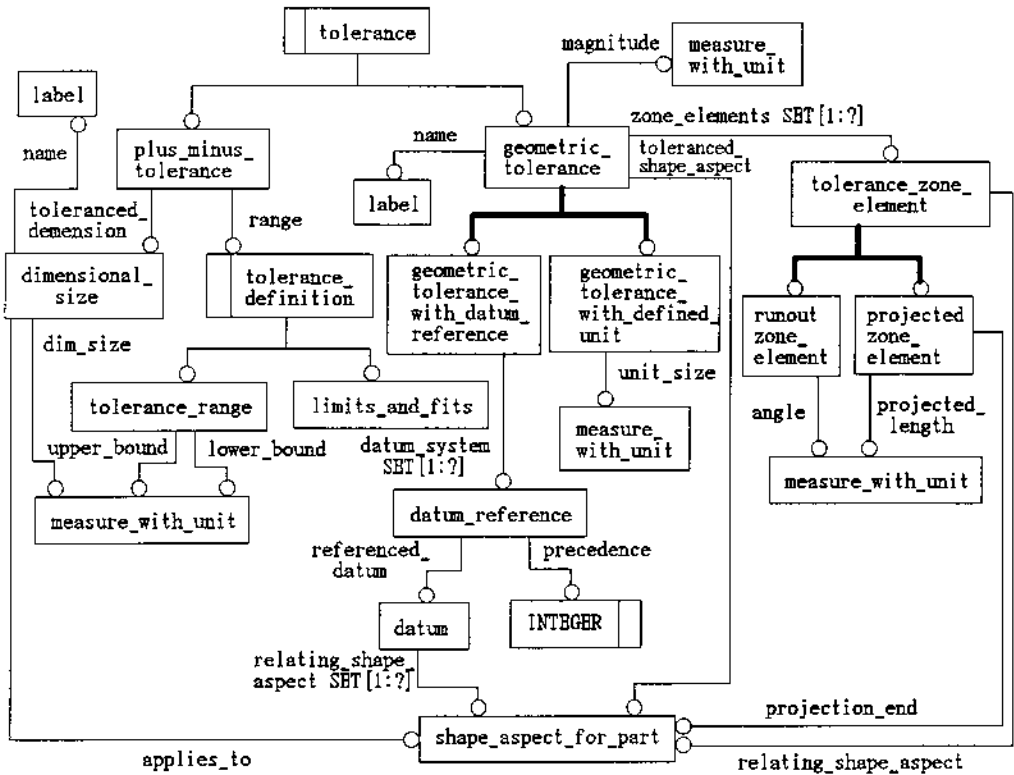 tolerance
magnitude
measure_
with_unit
label
zone_elements SET[1:?]
name
plus_minus_
tolerance
name
geometric_
tolerance
toleranced_
shape_aspect
label
tolerance_zone_
element
toleranced_
demension
range
dimensional_
size
tolerance_
definition
geometric_
tolerance_
with_datum_
reference
geometric_
tolerance_
with_defined_
unit
runout
zone_
element
projected
zone_
element
dim_size
unit_size
tolerance_range
limits_and_fits
angle
projected_
length
upper_bound
lower_bound
datum_system
SET[1:?]
measure_
with_unit
measure_with_unit
measure_with_unit
datum_reference
referenced_
datum
precedence
datum
INTEGER
relating_shape_
aspect SET[1:?]
projection_end
shape_aspect_for_part
applies_to
relating_shape_aspect